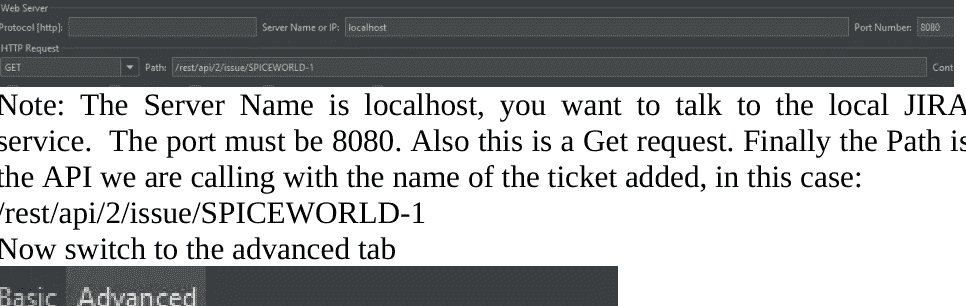 Web Server
Protocol [http]: Server Name or IP: localhost Port Number: 8080
HTTP Request
GET Path: /rest/api/2/issue/SPICEWORLD-1 Cont
Note: The Server Name is localhost, you want to talk to the local JIRA
service. The port must be 8080. Also this is a Get request. Finally the Path is
the API we are calling with the name of the ticket added, in this case:
/rest/api/2/issue/SPICEWORLD-1
Now switch to the advanced tab
Basic Advanced